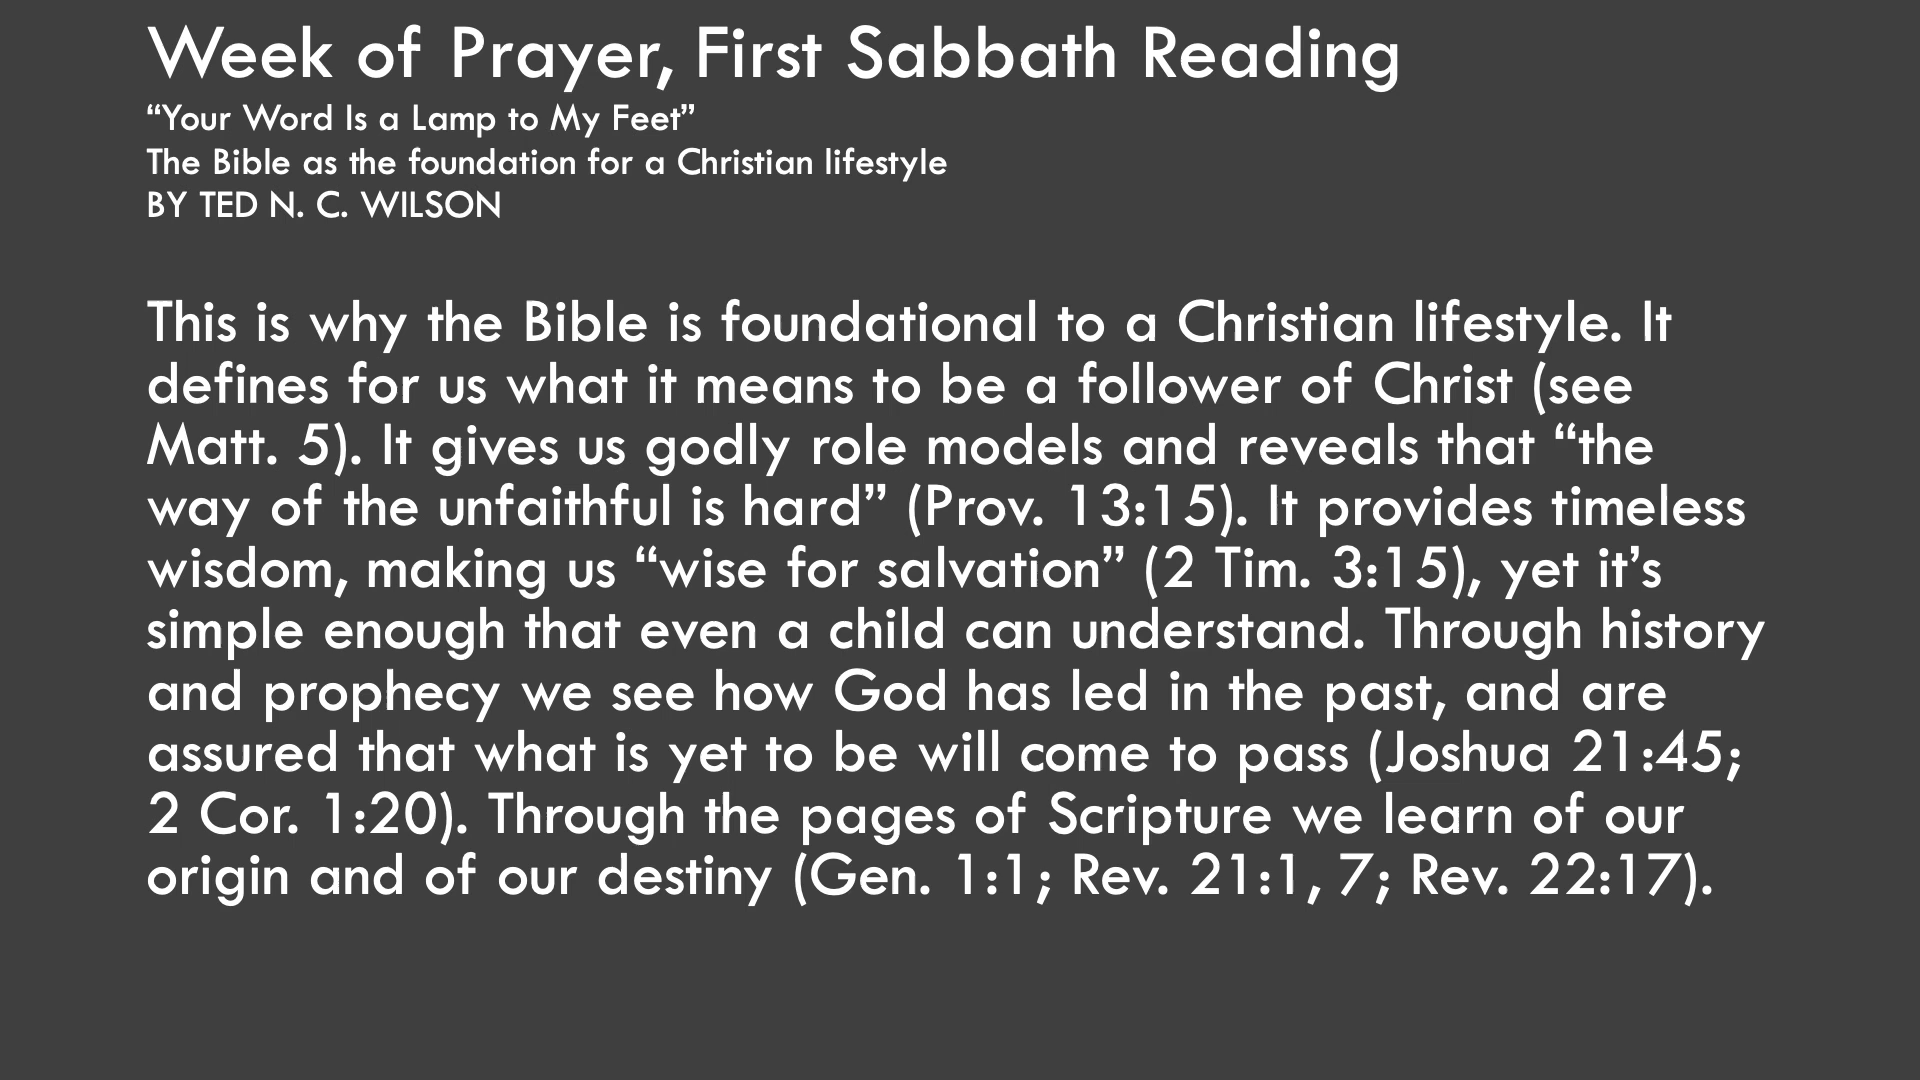 Week of Prayer, First Sabbath Reading
“Your Word Is a Lamp to My Feet”
The Bible as the foundation for a Christian lifestyle
BY TED N. C. WILSON
This is why the Bible is foundational to a Christian lifestyle. It
defines for us what it means to be a follower of Christ (see
Matt. 5). It gives us godly role models and reveals that “the
way of the unfaithful is hard” (Prov. 13:15). It provides timeless
wisdom, making us “wise for salvation” (2 Tim. 3:15), yet it’s
simple enough that even a child can understand. Through history
and prophecy we see how God has led in the past, and are
assured that what is yet to be will come to pass (Joshua 21:45;
2 Cor. 1:20). Through the pages of Scripture we learn of our
origin and of our destiny (Gen. 1:1; Rev. 21:1, 7; Rev. 22:17).